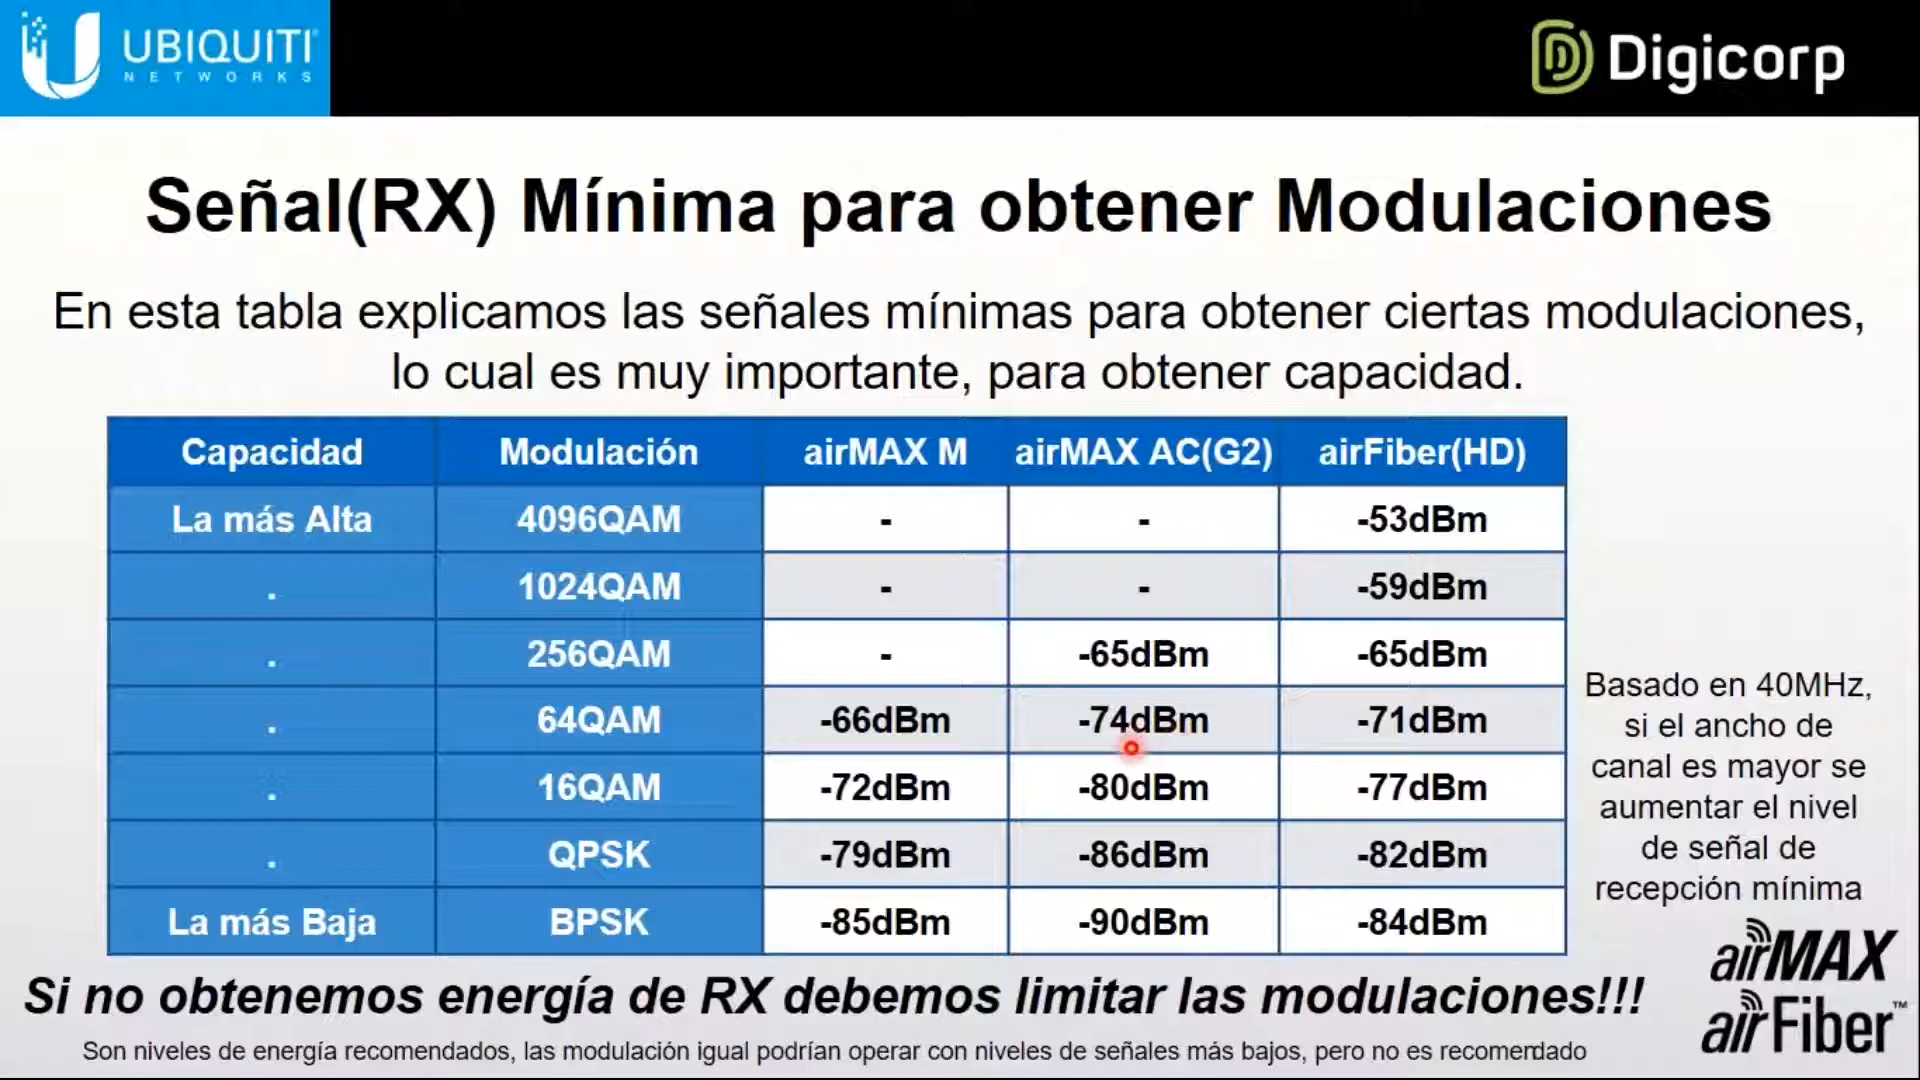 UBIQUITI
NETWORKS
Digicorp
Señal(RX) Mínima para obtener Modulaciones
En esta tabla explicamos las señales mínimas para obtener ciertas modulaciones,
lo cual es muy importante, para obtener capacidad.
Capacidad Modulación airMAX M airMAX AC(G2) airFiber(HD)
La más Alta 4096QAM - - -53dBm
. 1024QAM - - -59dBm
. 256QAM - -65dBm -65dBm
. 64QAM -66dBm -74dBm -71dBm
. 16QAM -72dBm -80dBm -77dBm
. QPSK -79dBm -86dBm -82dBm
La más Baja BPSK -85dBm -90dBm -84dBm
Basado en 40MHz,
si el ancho de
canal es mayor se
aumentar el nivel
de señal de
recepción mínima
Si no obtenemos energía de RX debemos limitar las modulaciones!!!
Son niveles de energía recomendados, las modulación igual podrían operar con niveles de señales más bajos, pero no es recomendado
airMAX
airFiber™